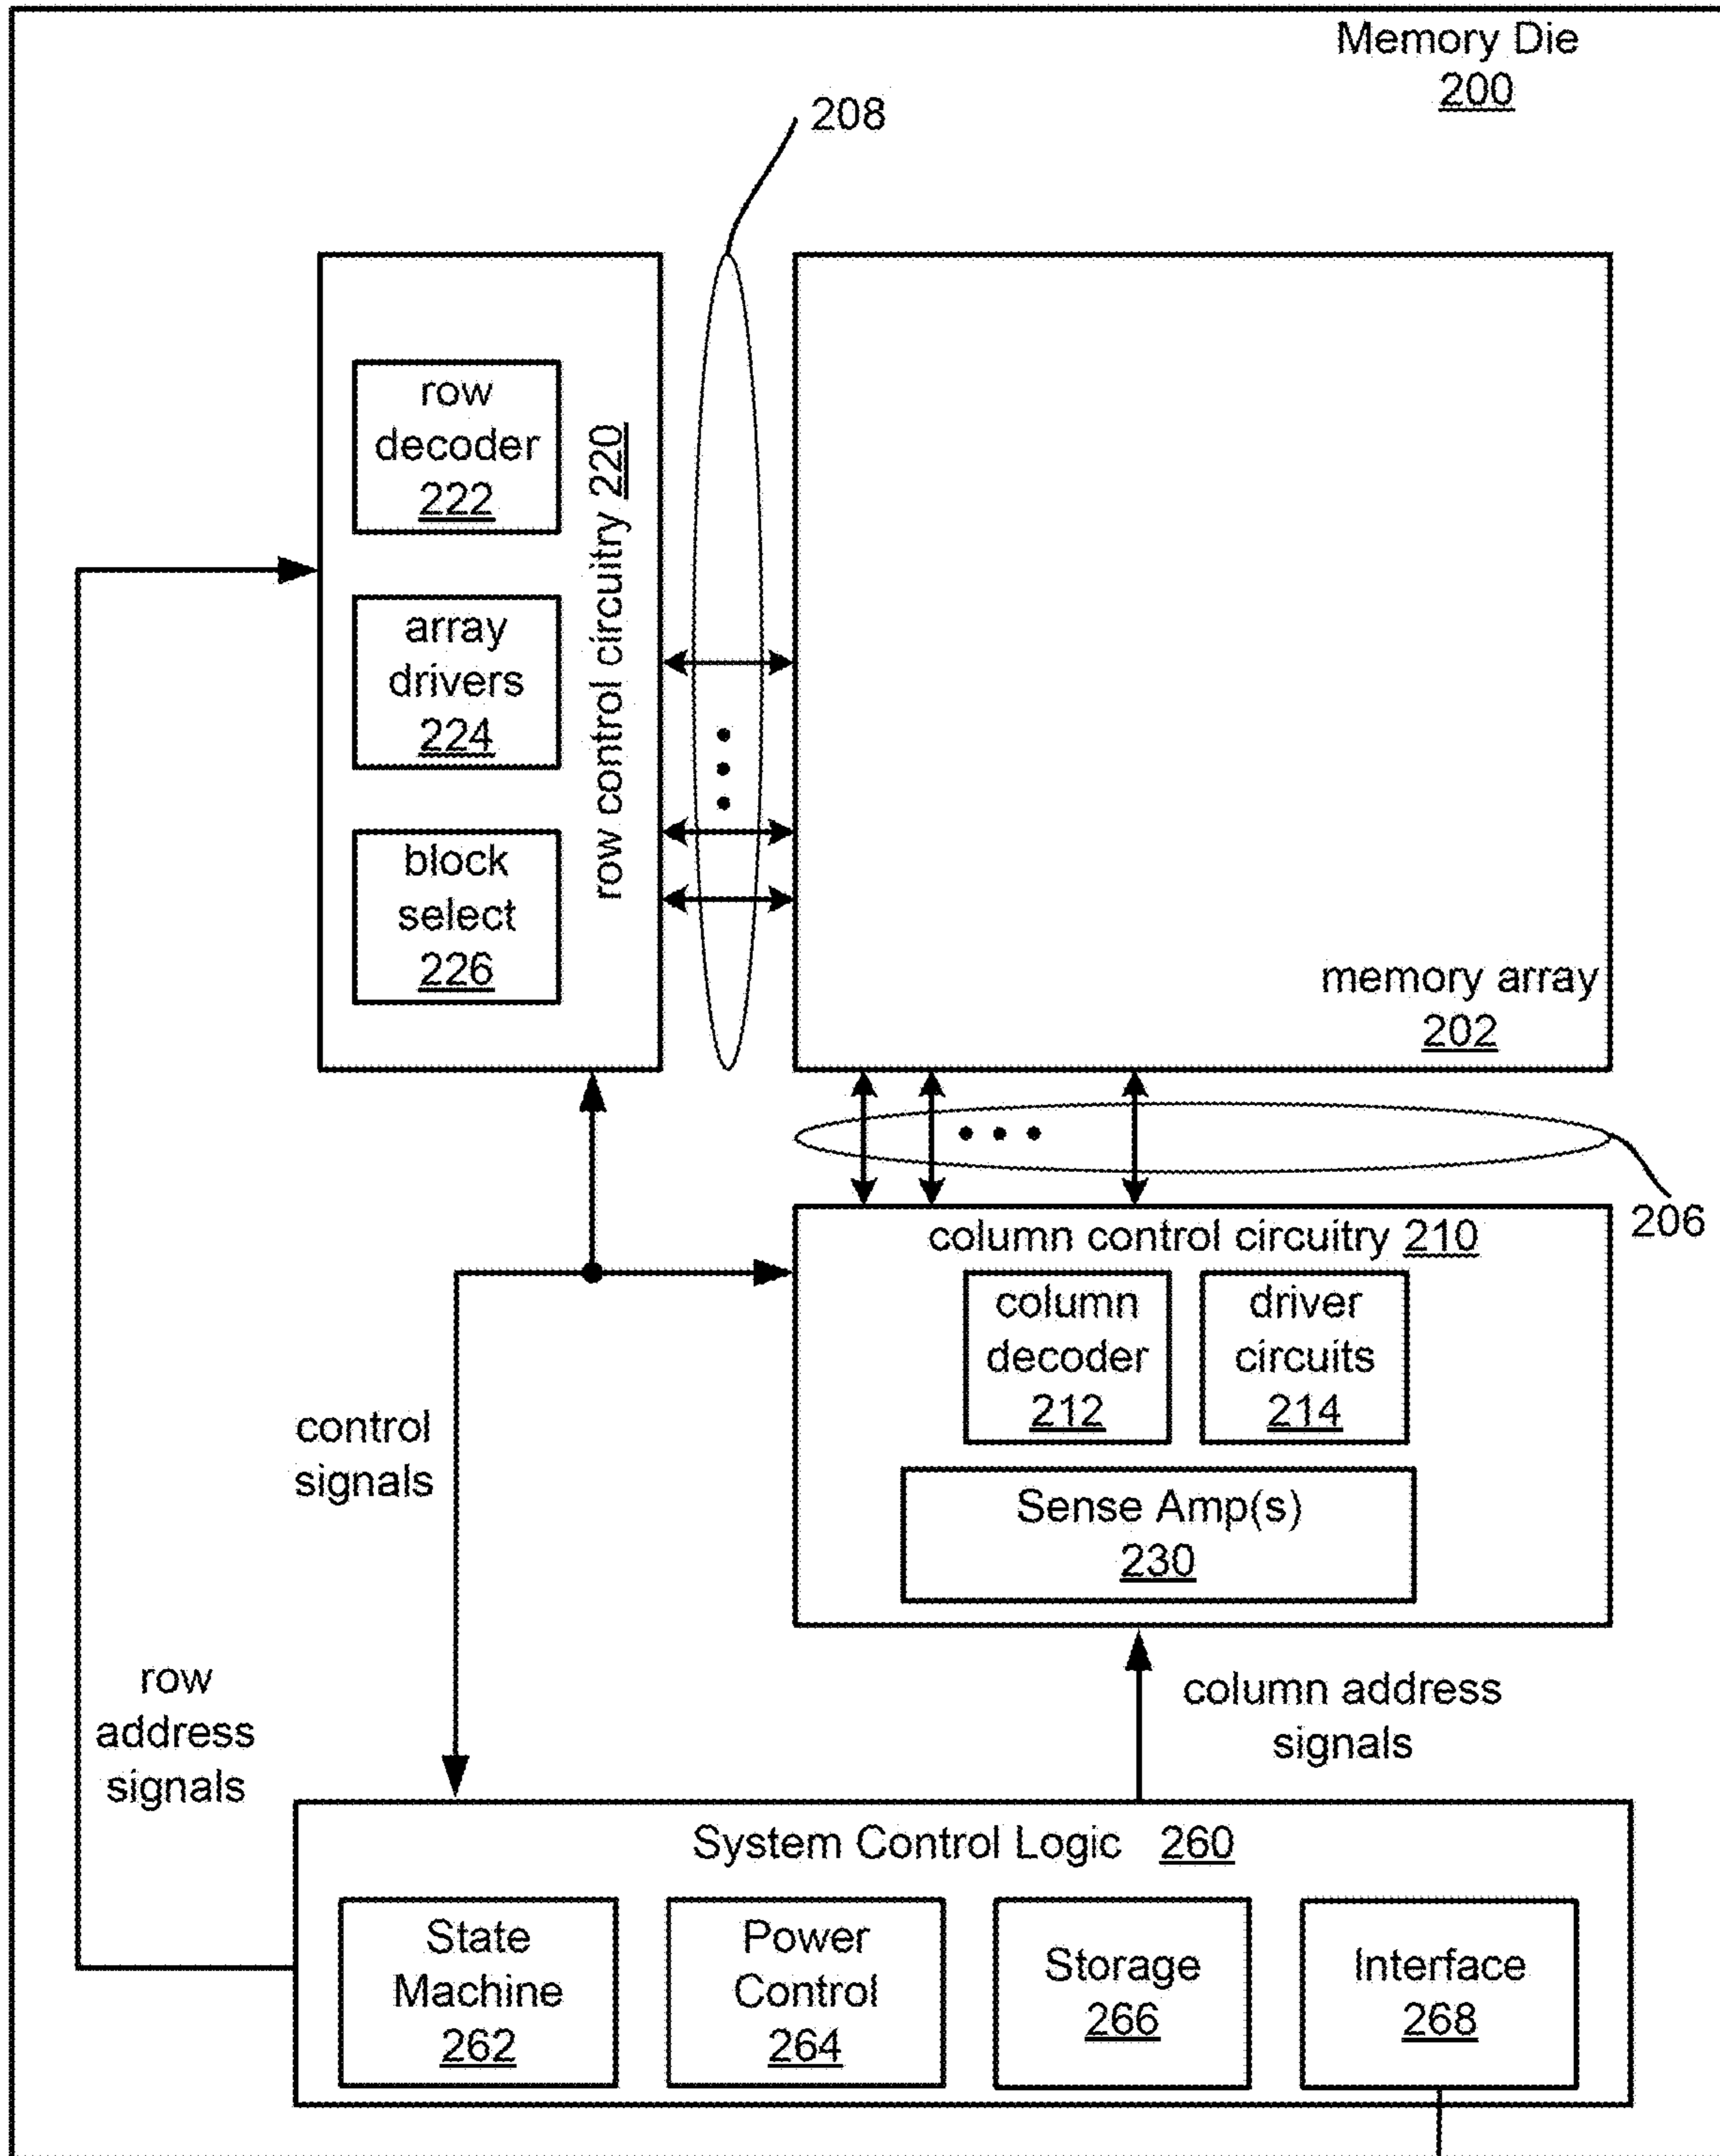 Memory Die
200
208
row
decoder
222
array
drivers
224
block
select
226
row control circuitry 220
memory array
202
206
column control circuitry 210
column
decoder
212
driver
circuits
214
Sense Amp(s)
230
control
signals
row
address
signals
column address
signals
System Control Logic 260
State
Machine
262
Power
Control
264
Storage
266
Interface
268